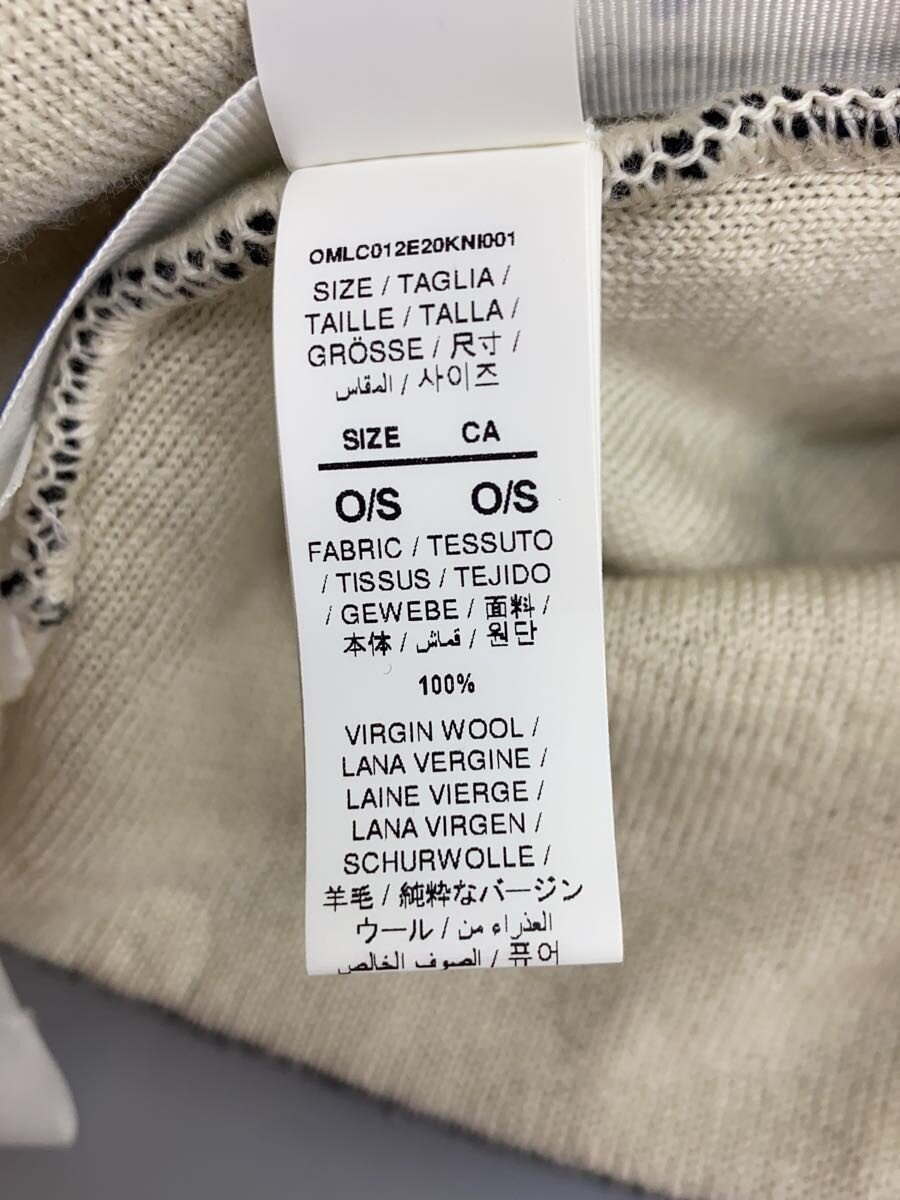 OMLC012E20KNI001
SIZE / TAGLIA /
TAILLE / TALLA /
GRÖSSE / 尺寸 /
المقاس / 사이즈
SIZE CA
O/S O/S
FABRIC / TESSUTO
/ TISSUS / TEJIDO
/ GEWEBE / 面料 /
本体 / قماش / 원단
100%
VIRGIN WOOL /
LANA VERGINE /
LAINE VIERGE /
LANA VIRGEN /
SCHURWOLLE /
羊毛 / 純粋なバージン
ウール / العذراء من
الصوف الخالص / 퓨어